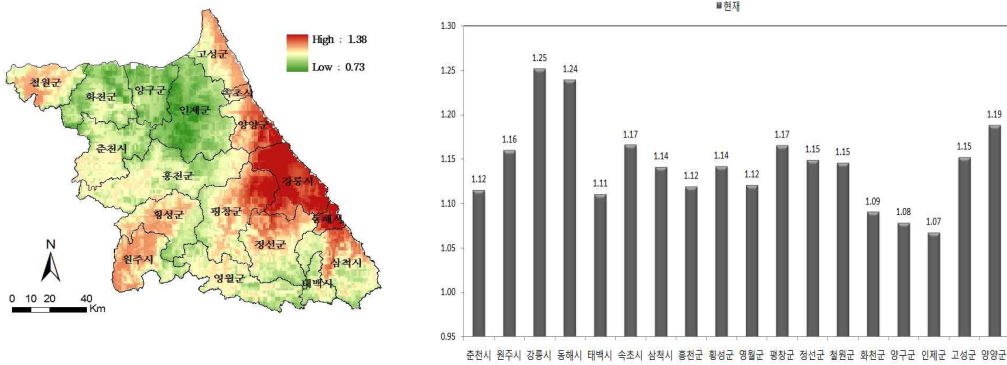 고성군
High : 1.38
Low : 0.73
철원군
화천군
양구군
인제군
속초시
양양군
춘천시
홍천군
강릉시
횡성군
평창군
동해시
정선군
원주시
삼척시
영월군
태백시
N
0 10 20 40
Km
현재
1.30
1.25
1.20
1.15
1.10
1.05
1.00
0.95
1.12 1.16 1.25 1.24 1.11 1.17 1.14 1.12 1.14 1.12 1.17 1.15 1.15 1.09 1.08 1.07 1.15 1.19
춘천시 원주시 강릉시 동해시 태백시 속초시 삼척시 홍천군 횡성군 영월군 평창군 정선군 철원군 화천군 양구군 인제군 고성군 양양군